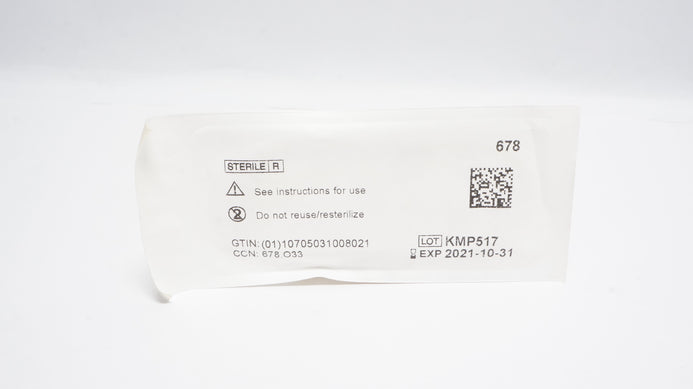 678
STERILE R
See instructions for use
Do not reuse/resterilize
GTIN: (01)10705031008021
CCN: 678.O33
LOT KMP517
EXP 2021-10-31